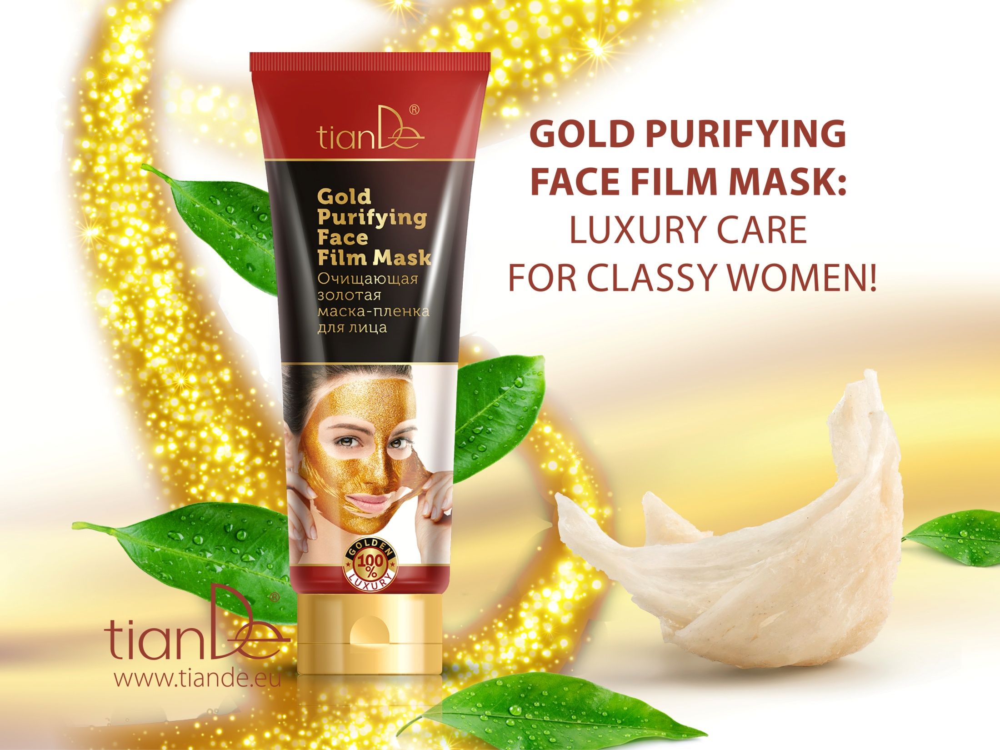 tianDe®
Gold
Purifying
Face
Film Mask
Очищающая
золотая
маска-пленка
для лица
GOLDEN
100
%
LUXURY
GOLD PURIFYING
FACE FILM MASK:
LUXURY CARE
FOR CLASSY WOMEN!
tianDe®
www.tiande.eu